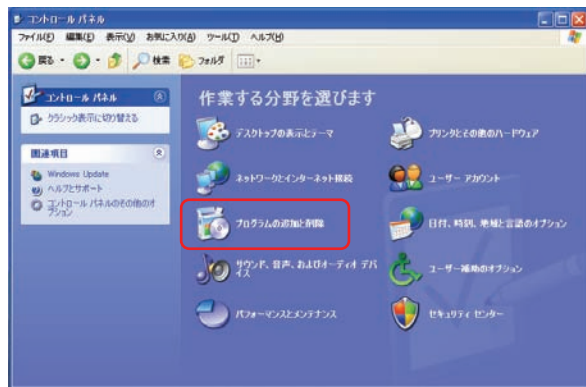 コントロール パネル
ファイル(F) 編集(E) 表示(V) お気に入り(A) ツール(T) ヘルプ(H)
戻る 検索 フォルダ
コントロール パネル
クラシック表示に切り替える
関連項目
Windows Update
ヘルプとサポート
コントロール パネルのその他のオ
プション
作業する分野を選びます
デスクトップの表示とテーマ
プリンタとその他のハードウェア
ネットワークとインターネット接続
ユーザー アカウント
プログラムの追加と削除
日付、時刻、地域と言語のオプション
サウンド、音声、およびオーディオ デバ
イス
ユーザー補助のオプション
パフォーマンスとメンテナンス
セキュリティ センター